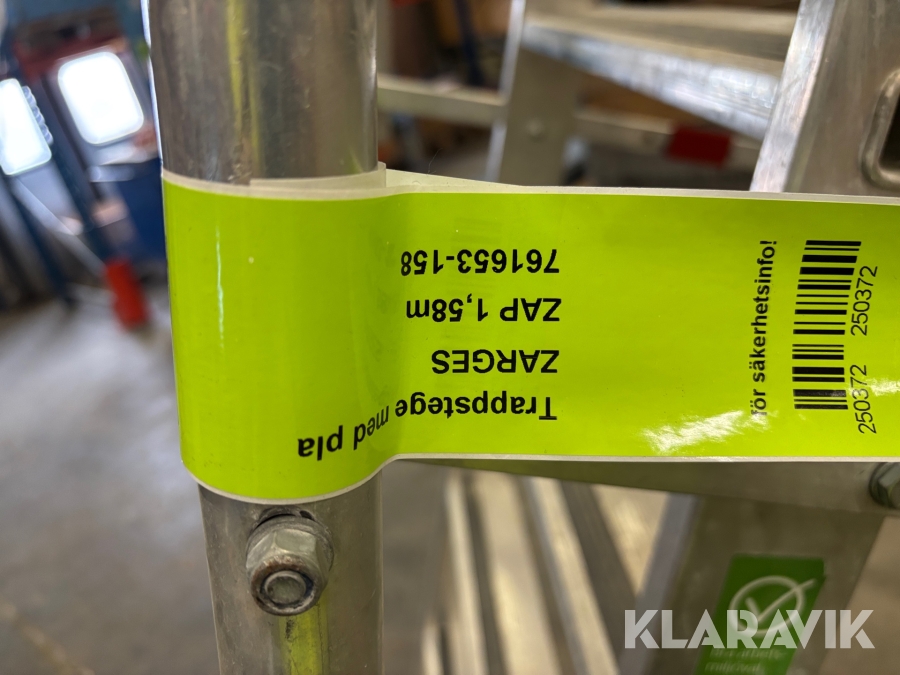 Trappstege med pla
ZARGES
ZAP 1,58m
761653-158
för säkerhetsinfo!
250372 250372
KLARAVIK